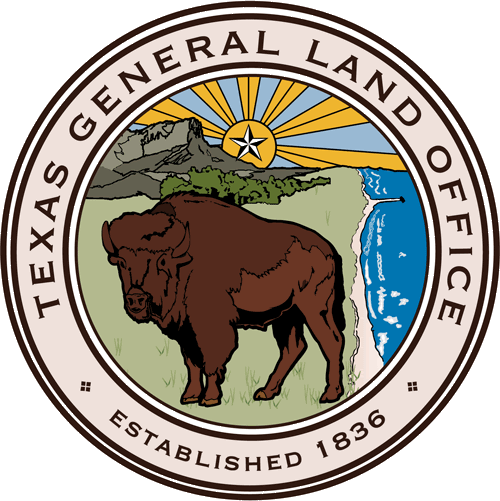 TEXAS GENERAL LAND OFFICE
ESTABLISHED 1836